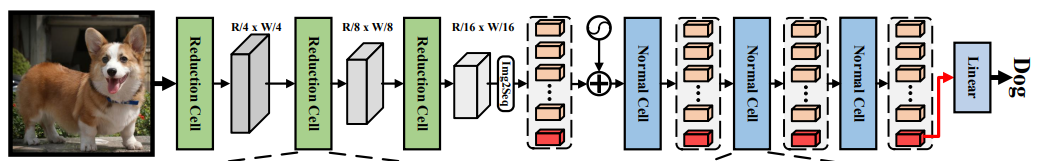 R/4 x W/4
R/8 x W/8
R/16 x W/16
Reduction Cell
Reduction Cell
Reduction Cell
Img2Seq
Normal Cell
Normal Cell
Normal Cell
Linear
Dog